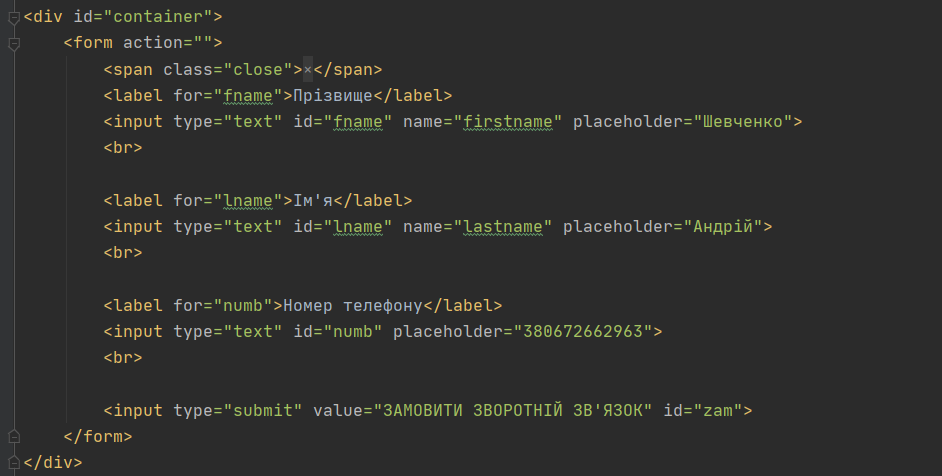 <div id="container">
<form action="">
<span class="close">×</span>
<label for="fname">Прізвище</label>
<input type="text" id="fname" name="firstname" placeholder="Шевченко">
<br>
<label for="lname">Ім'я</label>
<input type="text" id="lname" name="lastname" placeholder="Андрій">
<br>
<label for="numb">Номер телефону</label>
<input type="text" id="numb" placeholder="380672662963">
<br>
<input type="submit" value="ЗАМОВИТИ ЗВОРОТНІЙ ЗВ'ЯЗОК" id="zam">
</form>
</div>